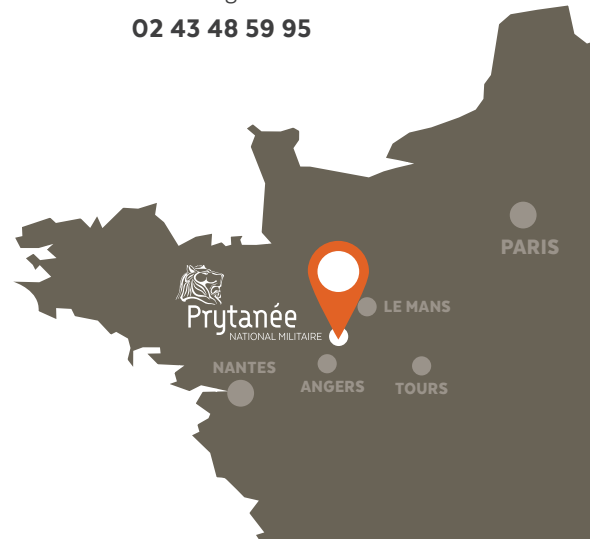 02 43 48 59 95
PARIS
LE MANS
Prytanée
NATIONAL MILITAIRE
NANTES
ANGERS
TOURS